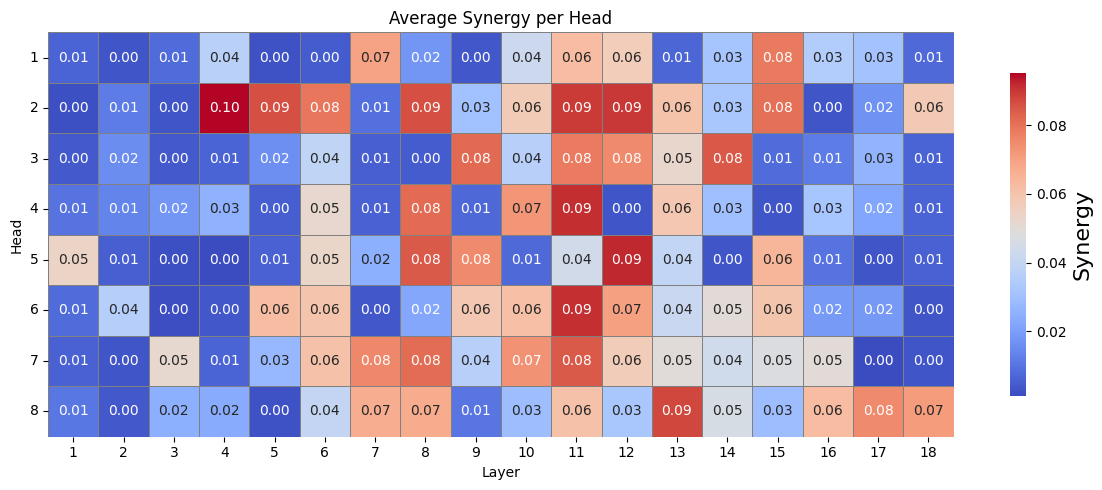 Average Synergy per Head
1 0.01 0.00 0.01 0.04 0.00 0.00 0.07 0.02 0.00 0.04 0.06 0.06 0.01 0.03 0.08 0.03 0.03 0.01
2 0.00 0.01 0.00 0.10 0.09 0.08 0.01 0.09 0.03 0.06 0.09 0.09 0.06 0.03 0.08 0.00 0.02 0.06
3 0.00 0.02 0.00 0.01 0.02 0.04 0.01 0.00 0.08 0.04 0.08 0.08 0.05 0.08 0.01 0.01 0.03 0.01
4 0.01 0.01 0.02 0.03 0.00 0.05 0.01 0.08 0.01 0.07 0.09 0.00 0.06 0.03 0.00 0.03 0.02 0.01
5 0.05 0.01 0.00 0.00 0.01 0.05 0.02 0.08 0.08 0.01 0.04 0.09 0.04 0.00 0.06 0.01 0.00 0.01
6 0.01 0.04 0.00 0.00 0.06 0.06 0.00 0.02 0.06 0.06 0.09 0.07 0.04 0.05 0.06 0.02 0.02 0.00
7 0.01 0.00 0.05 0.01 0.03 0.06 0.08 0.08 0.04 0.07 0.08 0.06 0.05 0.04 0.05 0.05 0.00 0.00
8 0.01 0.00 0.02 0.02 0.00 0.04 0.07 0.07 0.01 0.03 0.06 0.03 0.09 0.05 0.03 0.06 0.08 0.07
1 2 3 4 5 6 7 8 9 10 11 12 13 14 15 16 17 18
Layer
Head
0.08
0.06
0.04
0.02
Synergy